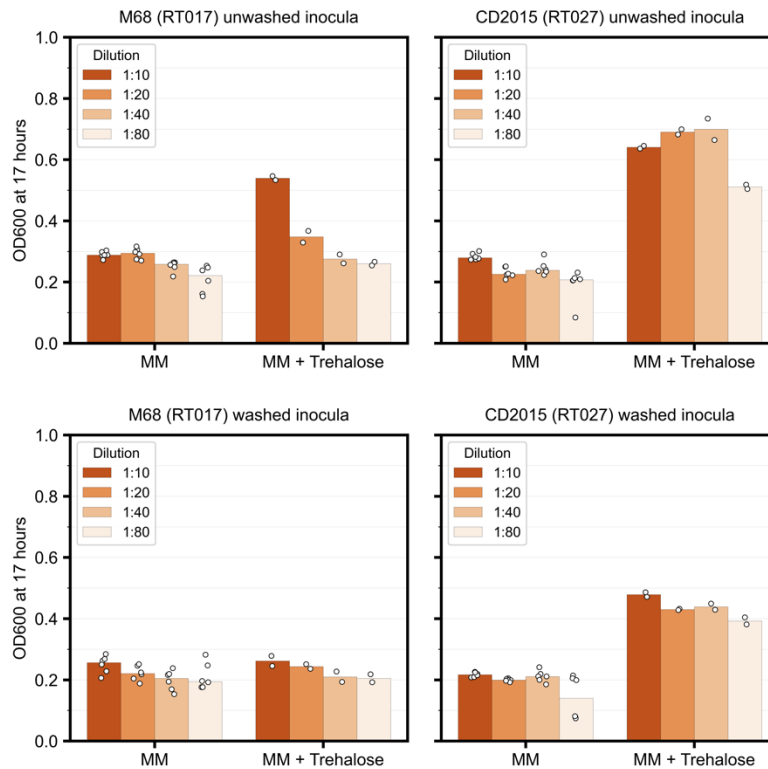 M68 (RT017) unwashed inocula
OD600 at 17 hours
1.0
0.8
0.6
0.4
0.2
0.0
Dilution
1:10
1:20
1:40
1:80
MM
MM + Trehalose
CD2015 (RT027) unwashed inocula
Dilution
1:10
1:20
1:40
1:80
MM
MM + Trehalose
M68 (RT017) washed inocula
OD600 at 17 hours
1.0
0.8
0.6
0.4
0.2
0.0
Dilution
1:10
1:20
1:40
1:80
MM
MM + Trehalose
CD2015 (RT027) washed inocula
Dilution
1:10
1:20
1:40
1:80
MM
MM + Trehalose